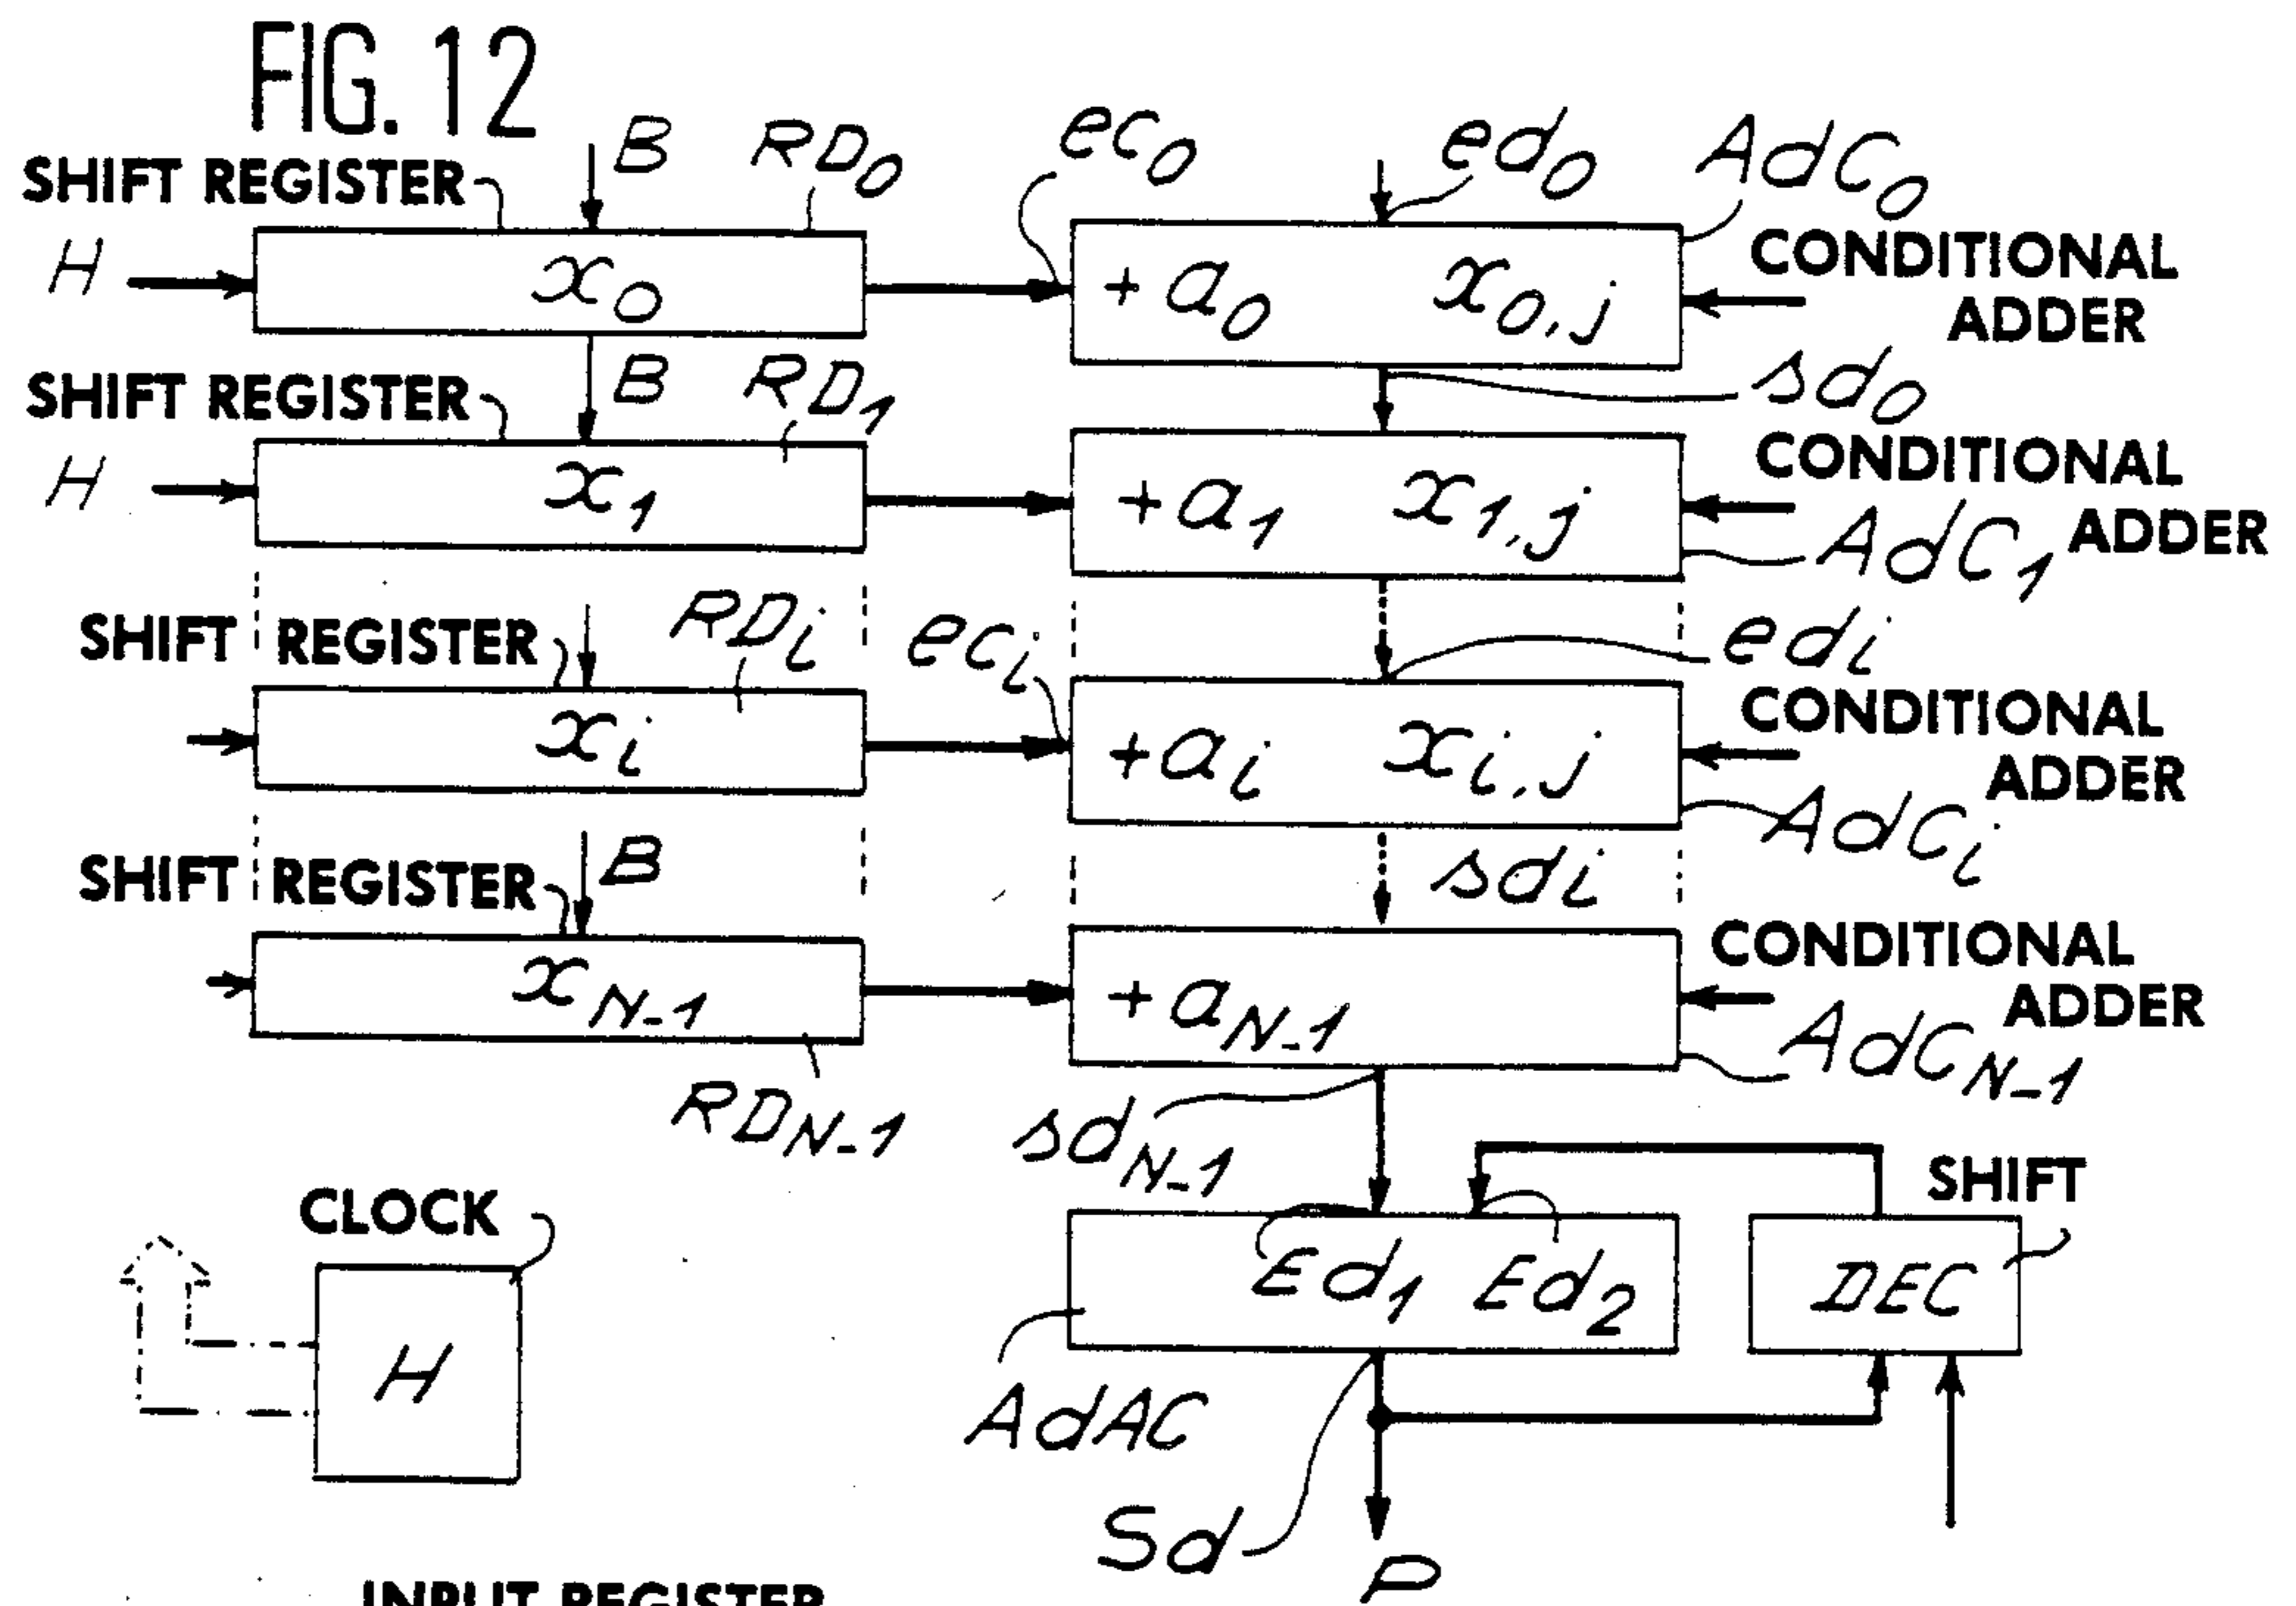 FIG. 12
B RD0 ec0 ed0 AdC0
SHIFT REGISTER
H x0 +a0 x0,j CONDITIONAL ADDER
SHIFT REGISTER B RD1 sd0
H x1 +a1 x1,j CONDITIONAL ADDER
AdC1
SHIFT REGISTER RDi eci edi
xi +ai xi,j CONDITIONAL ADDER
AdCi
SHIFT REGISTER B sdi
xN-1 +aN-1 CONDITIONAL ADDER
AdCN-1
RDN-1 sdN-1
CLOCK SHIFT
H Ed1 Ed2 DEC
AdAC
Sd P
INPUT REGISTER